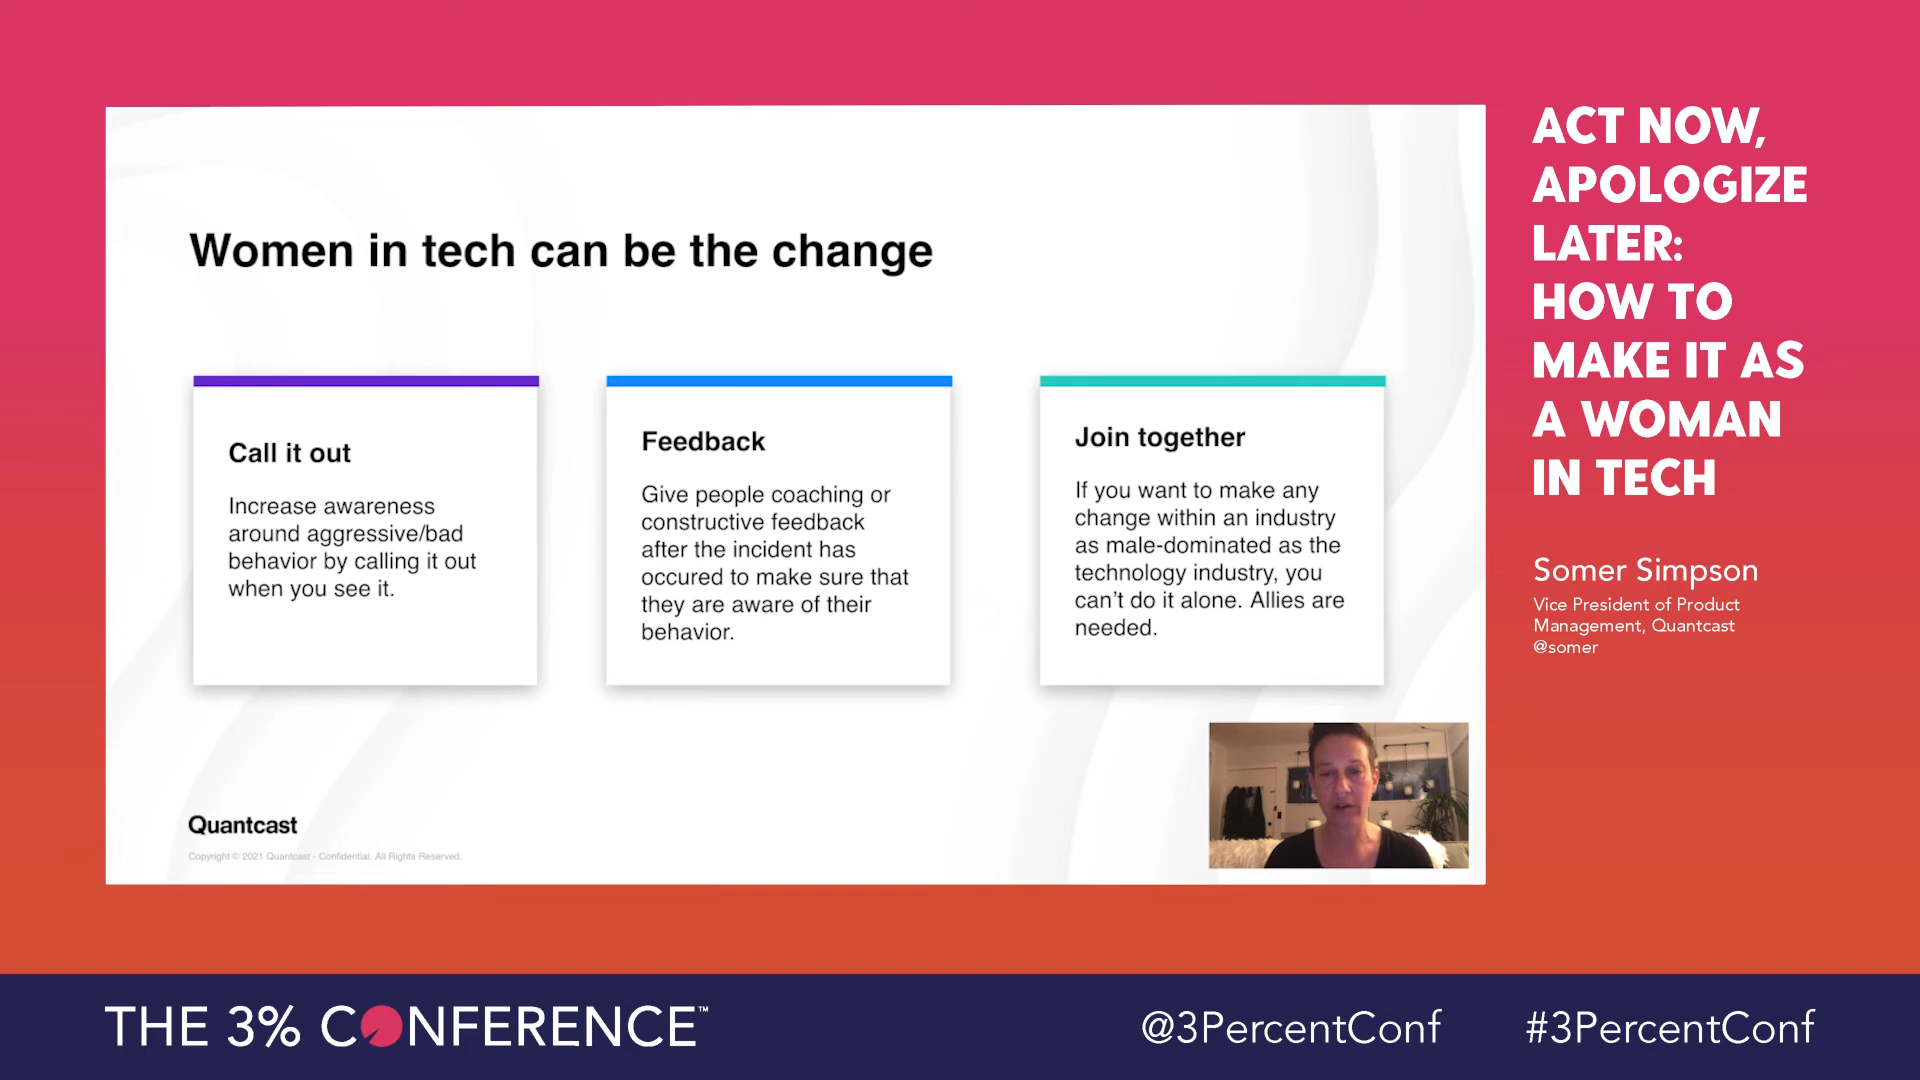 Women in tech can be the change
Call it out
Increase awareness
around aggressive/bad
behavior by calling it out
when you see it.
Feedback
Give people coaching or
constructive feedback
after the incident has
occured to make sure that
they are aware of their
behavior.
Join together
If you want to make any
change within an industry
as male-dominated as the
technology industry, you
can't do it alone. Allies are
needed.
Quantcast
Copyright © 2021 Quantcast - Confidential. All Rights Reserved.
ACT NOW,
APOLOGIZE
LATER:
HOW TO
MAKE IT AS
A WOMAN
IN TECH
Somer Simpson
Vice President of Product
Management, Quantcast
@somer
THE 3% CONFERENCE™
@3PercentConf
#3PercentConf